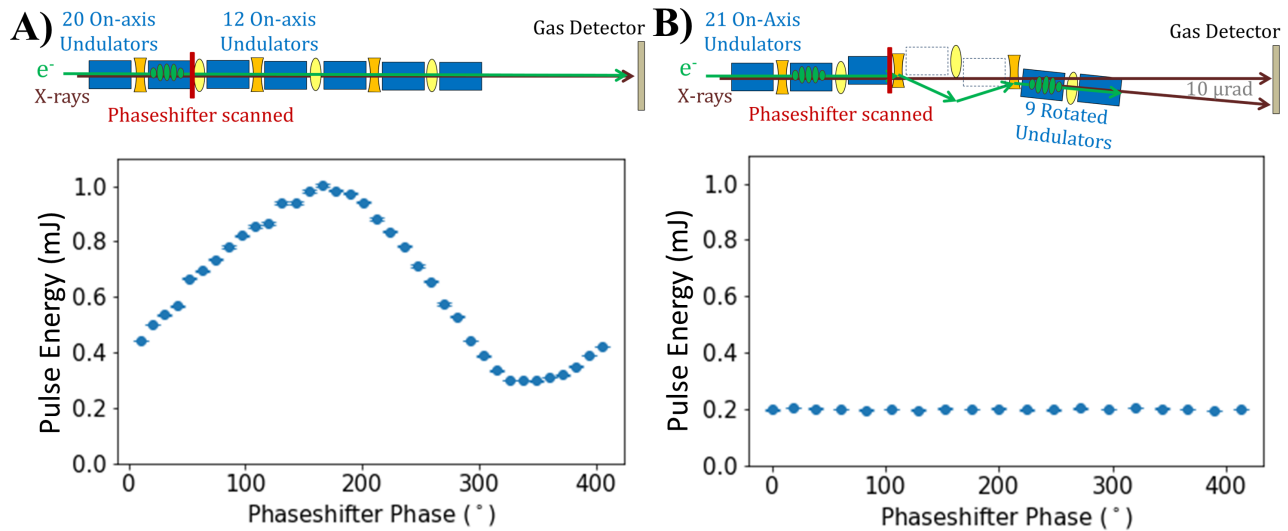 A)
20 On-axis
Undulators
12 On-axis
Undulators
Gas Detector
e-
X-rays
Phaseshifter scanned
Pulse Energy (mJ)
1.0
0.8
0.6
0.4
0.2
0.0
0
100
200
300
400
Phaseshifter Phase (°)
B)
21 On-Axis
Undulators
Gas Detector
e-
X-rays
10 μrad
Phaseshifter scanned
9 Rotated
Undulators
Pulse Energy (mJ)
1.0
0.8
0.6
0.4
0.2
0.0
0
100
200
300
400
Phaseshifter Phase (°)